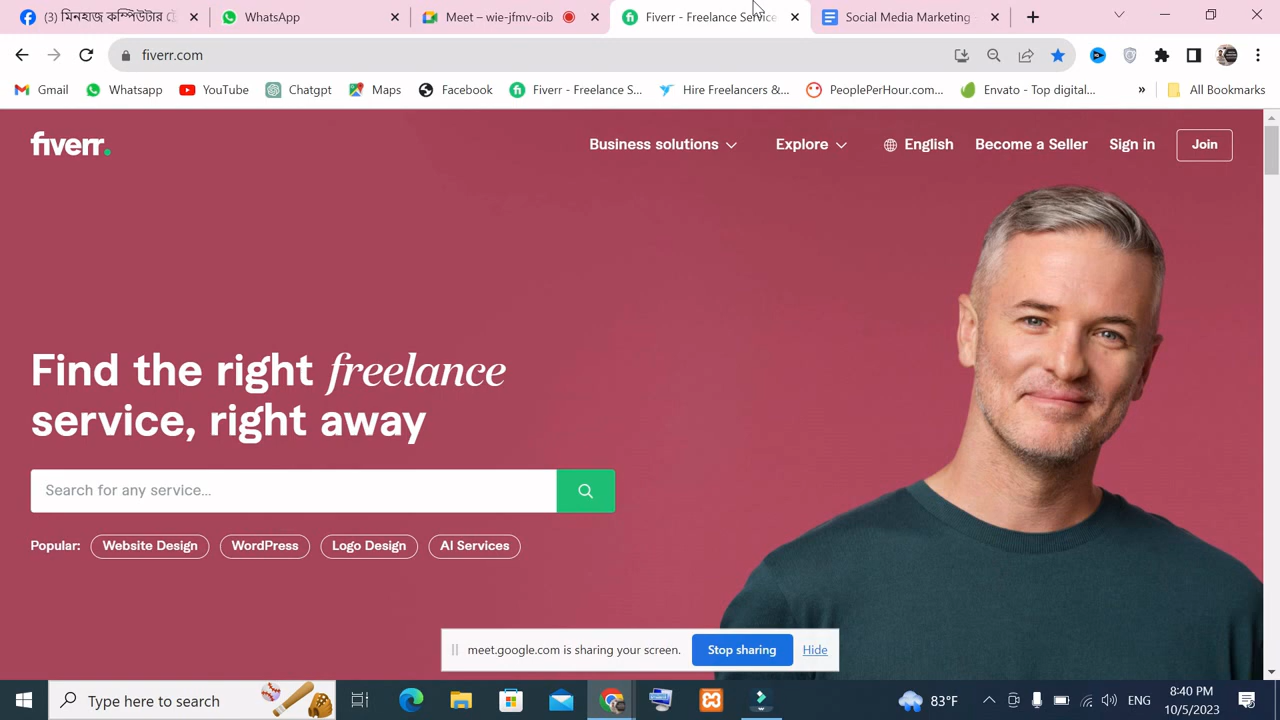 (3) মিনহাজ কম্পিউটার
WhatsApp
Meet – wie-jfmv-oib
Fiverr - Freelance Service
Social Media Marketing
fiverr.com
Gmail
Whatsapp
YouTube
Chatgpt
Maps
Facebook
Fiverr - Freelance S...
Hire Freelancers &...
PeoplePerHour.com...
Envato - Top digital...
»
All Bookmarks
fiverr.
Business solutions
Explore
English
Become a Seller
Sign in
Join
Find the right freelance
service, right away
Search for any service...
Popular:
Website Design
WordPress
Logo Design
AI Services
meet.google.com is sharing your screen.
Stop sharing
Hide
Type here to search
83°F
ENG
8:40 PM
10/5/2023